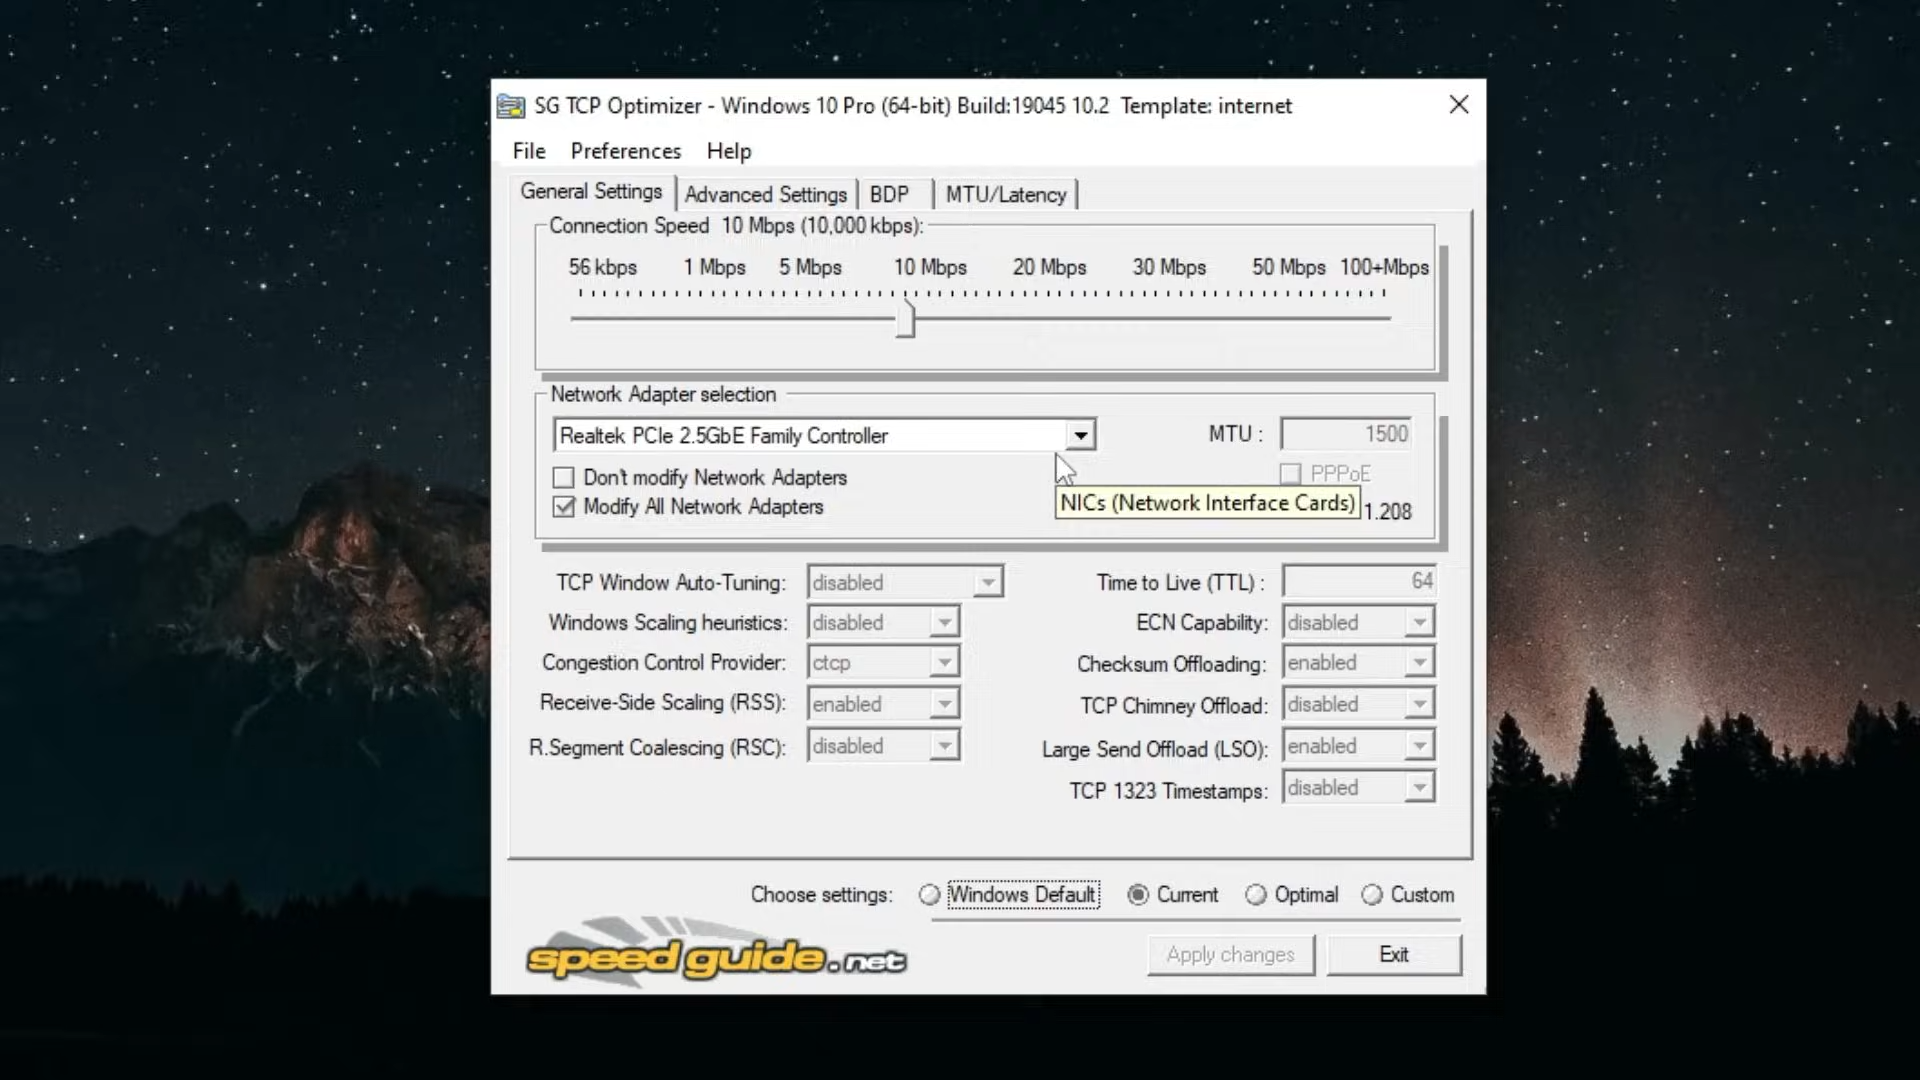 SG TCP Optimizer - Windows 10 Pro (64-bit) Build:19045 10.2 Template: internet
File Preferences Help
General Settings Advanced Settings BDP MTU/Latency
Connection Speed 10 Mbps (10,000 kbps):
56 kbps 1 Mbps 5 Mbps 10 Mbps 20 Mbps 30 Mbps 50 Mbps 100+Mbps
Network Adapter selection
Realtek PCIe 2.5GbE Family Controller MTU : 1500
Don't modify Network Adapters PPPoE
Modify All Network Adapters NICs (Network Interface Cards) 1.208
TCP Window Auto-Tuning: disabled Time to Live (TTL) : 64
Windows Scaling heuristics: disabled ECN Capability: disabled
Congestion Control Provider: ctcp Checksum Offloading: enabled
Receive-Side Scaling (RSS): enabled TCP Chimney Offload: disabled
R.Segment Coalescing (RSC): disabled Large Send Offload (LSO): enabled
TCP 1323 Timestamps: disabled
Choose settings: Windows Default Current Optimal Custom
speedguide.net Apply changes Exit